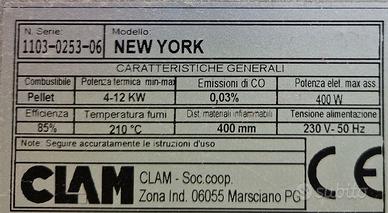 N. Serie: Modello:
1103-0253-06 NEW YORK
CARATTERISTICHE GENERALI
Combustibile Potenza termica min-max Emissioni di CO Potenza elet. max ass
Pellet 4-12 KW 0,03% 400 W
Efficienza Temperatura fumi Dist. materiali infiammabili Tensione alimentazione
85% 210 °C 400 mm 230 V- 50 Hz
Note: Seguire accuratamente le istruzioni d'uso
CLAM CLAM - Soc.coop.
Zona Ind. 06055 Marsciano PG
CE
subito